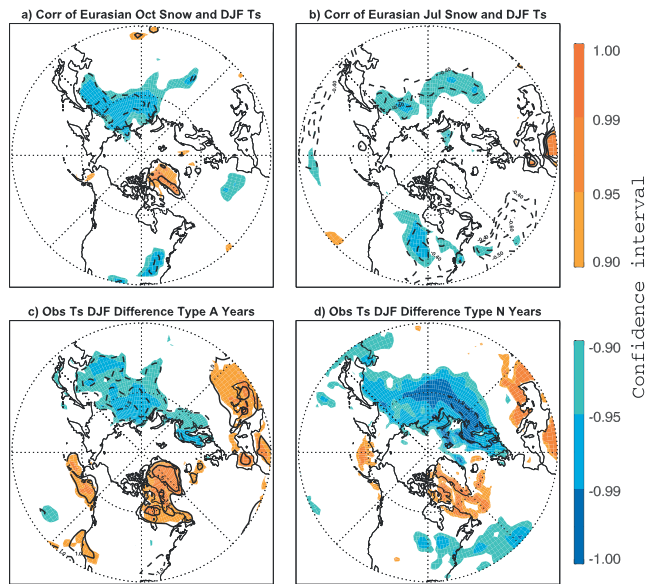 a) Corr of Eurasian Oct Snow and DJF Ts
b) Corr of Eurasian Jul Snow and DJF Ts
1.00
0.99
0.95
0.90
c) Obs Ts DJF Difference Type A Years
d) Obs Ts DJF Difference Type N Years
-0.90
-0.95
-0.99
-1.00
Confidence interval